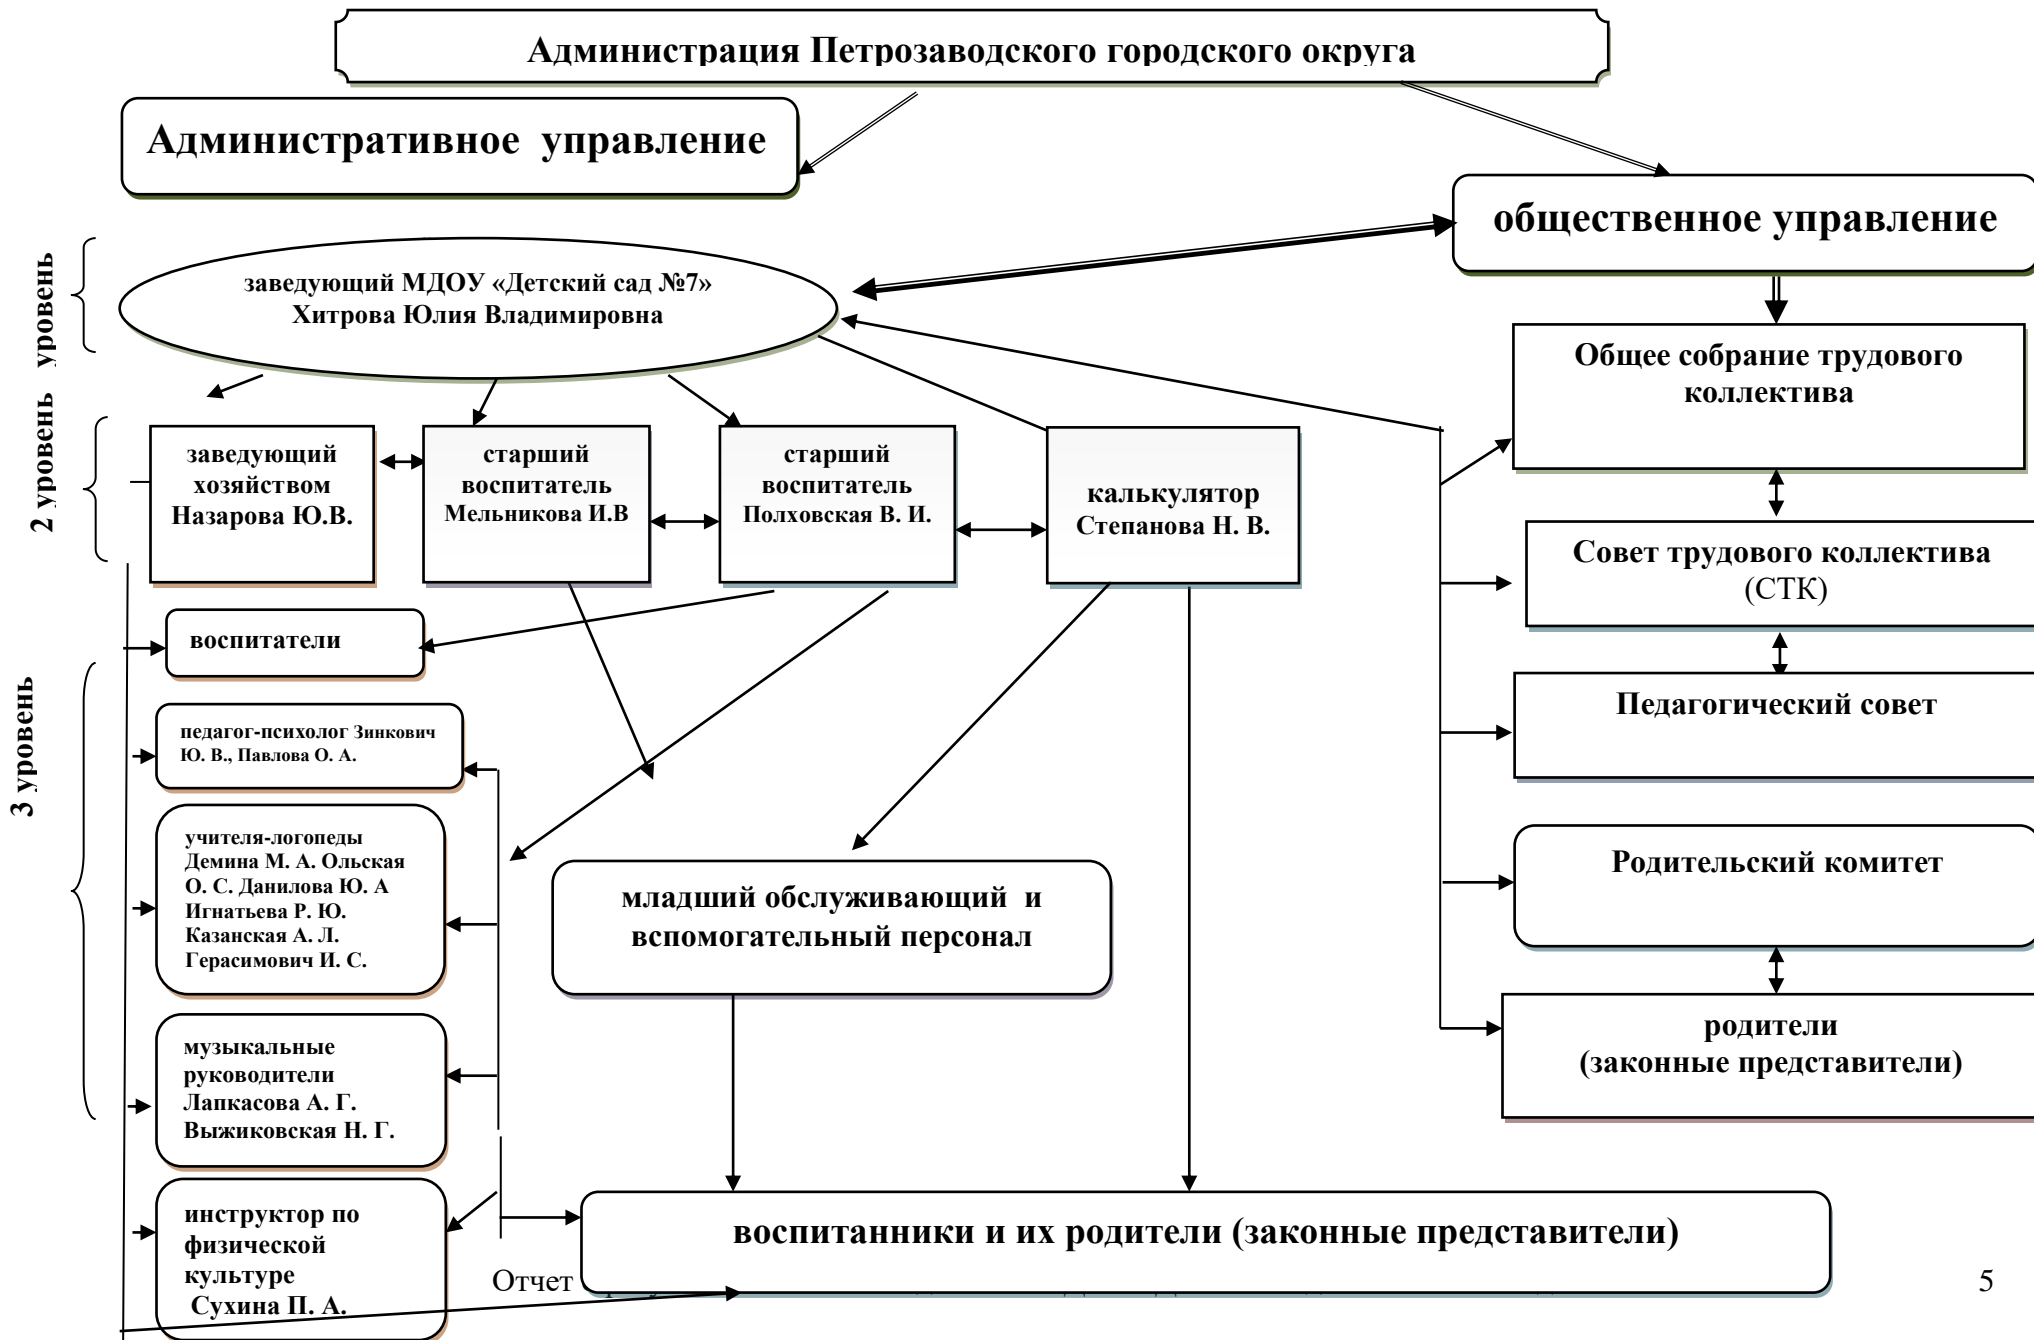 Администрация Петрозаводского городского округа
Административное управление
общественное управление
уровень
заведующий МДОУ «Детский сад №7»
Хитрова Юлия Владимировна
Общее собрание трудового
коллектива
2 уровень
заведующий
хозяйством
Назарова Ю.В.
старший
воспитатель
Мельникова И.В
старший
воспитатель
Полховская В. И.
калькулятор
Степанова Н. В.
Совет трудового коллектива
(СТК)
воспитатели
3 уровень
Педагогический совет
педагог-психолог Зинкович
Ю. В., Павлова О. А.
учителя-логопеды
Демина М. А. Ольская
О. С. Данилова Ю. А
Игнатьева Р. Ю.
Казанская А. Л.
Герасимович И. С.
младший обслуживающий и
вспомогательный персонал
Родительский комитет
родители
(законные представители)
музыкальные
руководители
Лапкасова А. Г.
Выжиковская Н. Г.
инструктор по
физической
культуре
Сухина П. А.
воспитанники и их родители (законные представители)
Отчет
5